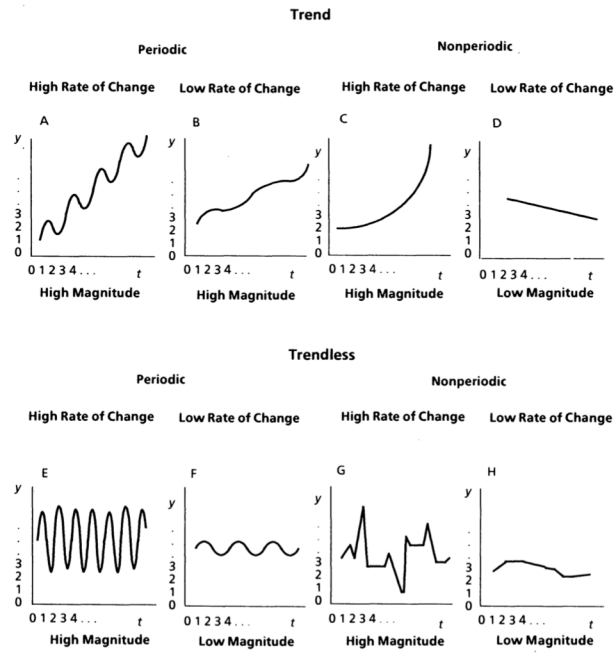 Trend
Periodic Nonperiodic
High Rate of Change Low Rate of Change High Rate of Change Low Rate of Change
A B C D
y y y y
. . . .
. . . .
3 3 3 3
2 2 2 2
1 1 1 1
0 0 0 0
0 1 2 3 4 . . . t 0 1 2 3 4 . . . t 0 1 2 3 4 . . . t 0 1 2 3 4 . . . t
High Magnitude High Magnitude High Magnitude Low Magnitude
Trendless
Periodic Nonperiodic
High Rate of Change Low Rate of Change High Rate of Change Low Rate of Change
E F G H
y y y y
. . . .
. . . .
3 3 3 3
2 2 2 2
1 1 1 1
0 0 0 0
0 1 2 3 4 . . . t 0 1 2 3 4 . . . t 0 1 2 3 4 . . . t 0 1 2 3 4 . . . t
High Magnitude Low Magnitude High Magnitude Low Magnitude